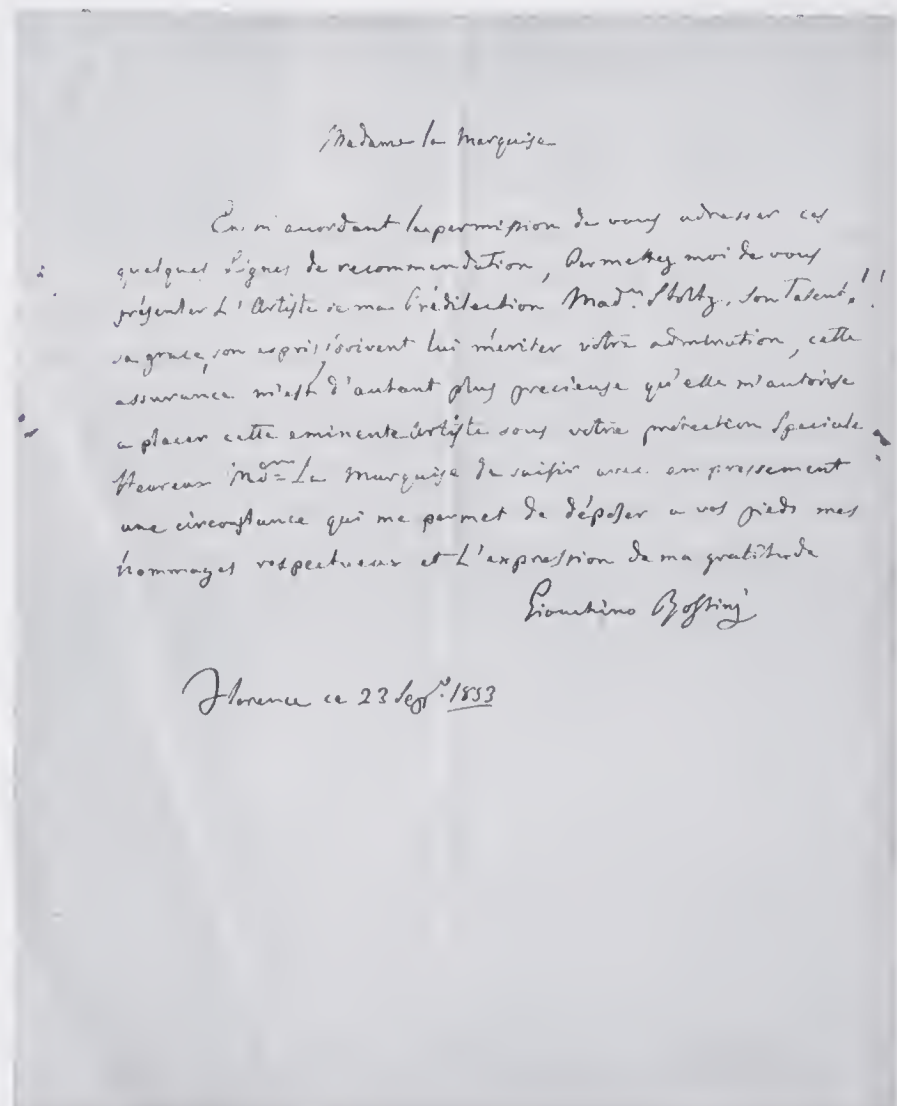 Madame la Marquise
En m'acordant la permission de vous adresser ces
quelques Lignes de recommendation, Permettez moi de vous
présenter L'Artiste de ma Prédilection Mad.m Stoltz. Son Talent!!
sa grace, son esprit doivent lui mériter votre admiration, cette
assurance m'est d'autant plus precieuse qu'elle m'autorise
a placer cette eminente Artiste sous votre protection Speciale
Heureux Mdme La Marquise de saisir avec empressement
une circonstance qui me permet de déposer a vos pieds mes
hommages respectueux et L'expression de ma gratitude
Gioachino Rossini
Florence ce 23 Sepr. 1853